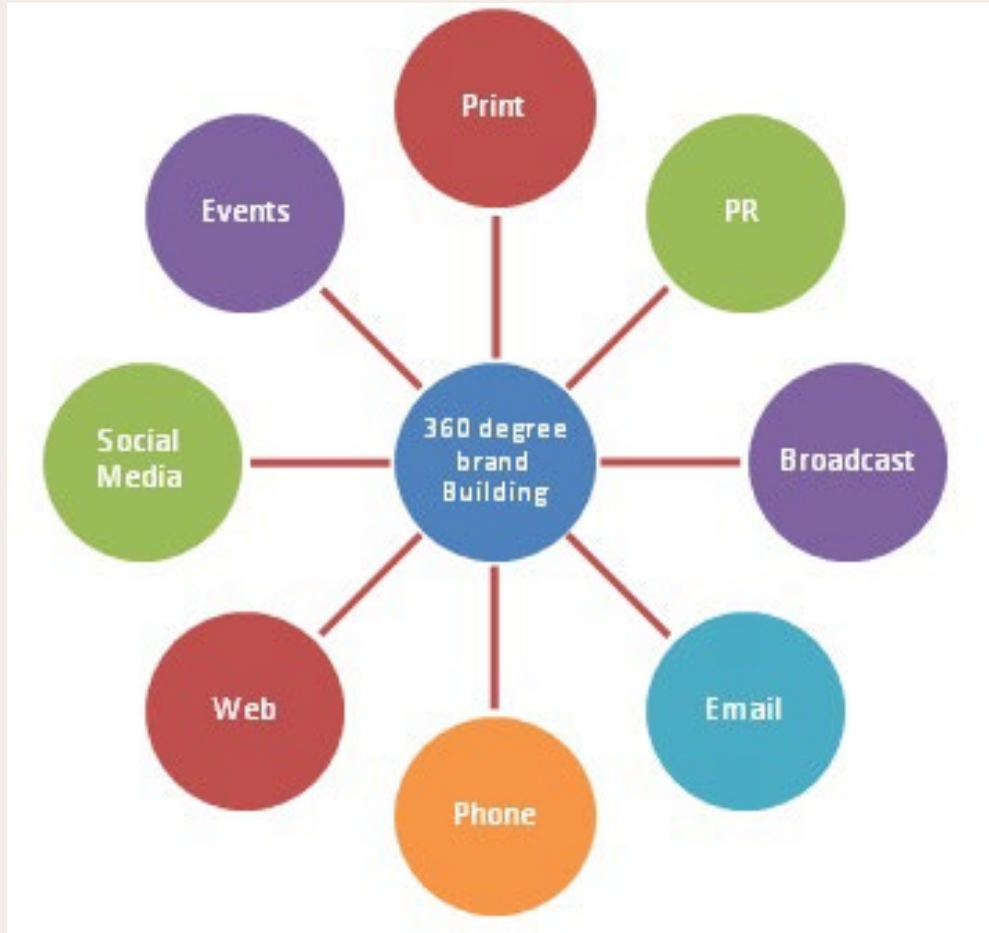 Print
Events
PR
360 degree
brand
Building
Social
Media
Broadcast
Web
Email
Phone